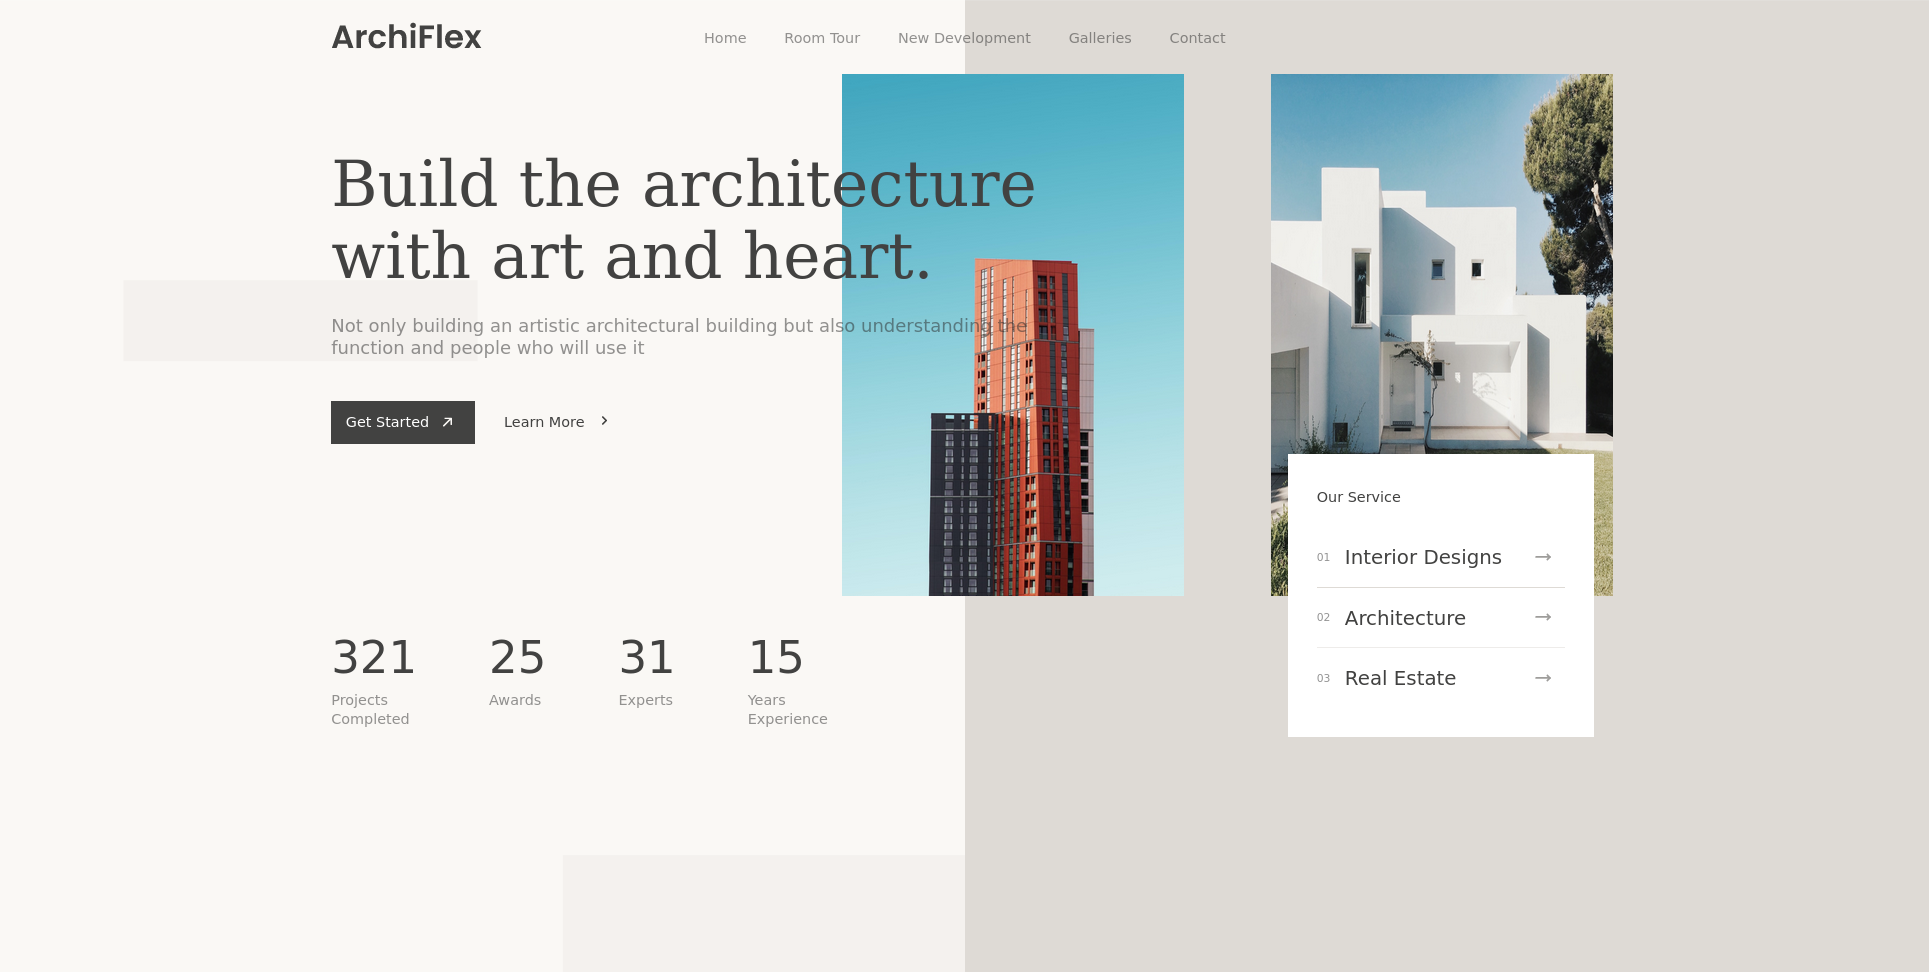 ArchiFlex
Home
Room Tour
New Development
Galleries
Contact
Build the architecture
with art and heart.
Not only building an artistic architectural building but also understanding the
function and people who will use it
Get Started
Learn More
321
Projects
Completed
25
Awards
31
Experts
15
Years
Experience
Our Service
01 Interior Designs
02 Architecture
03 Real Estate